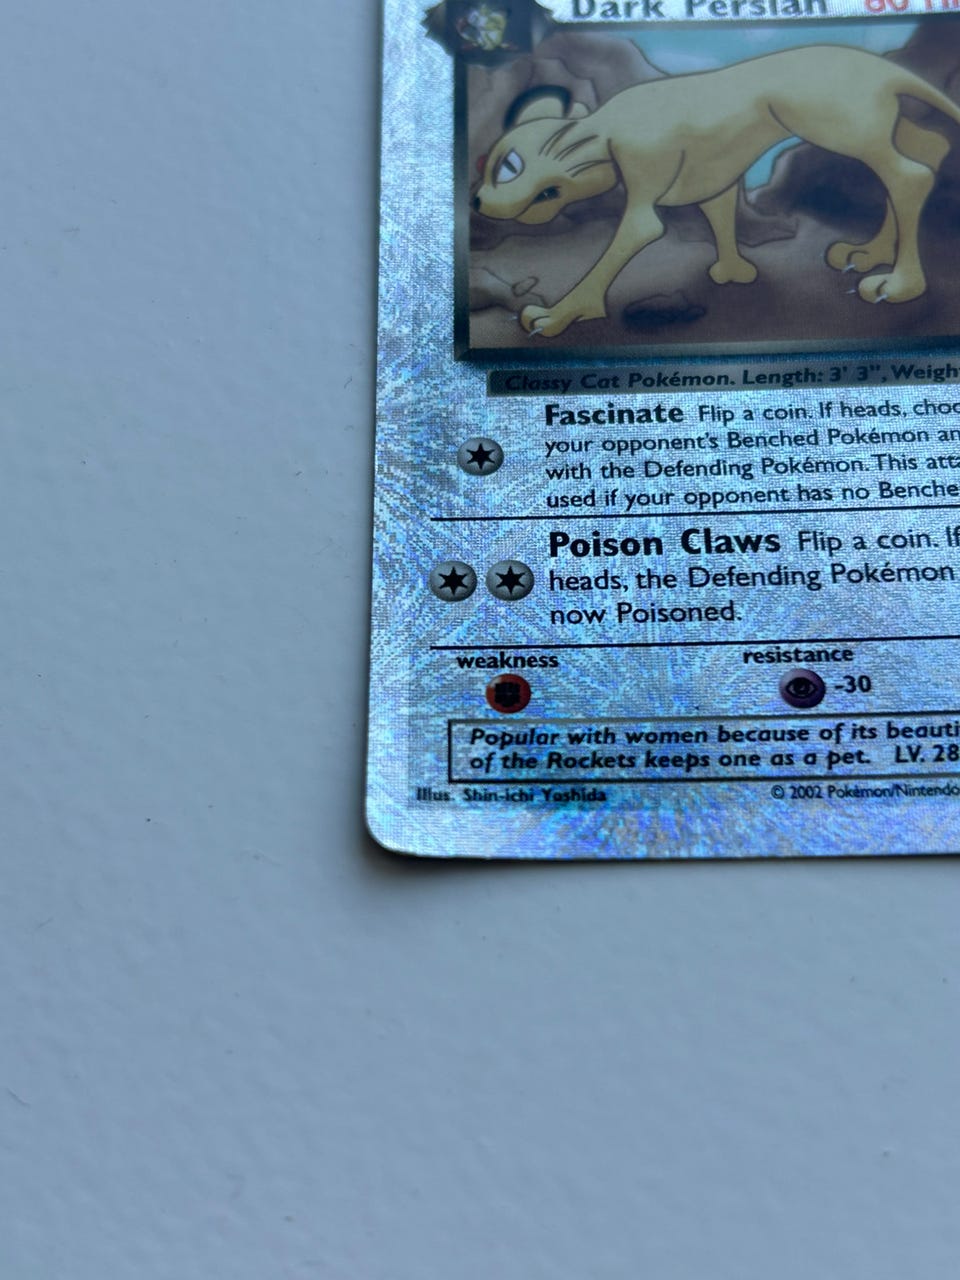 Dark Persian 80
Classy Cat Pokémon. Length: 3' 3", Weigh
Fascinate Flip a coin. If heads, choo
your opponent's Benched Pokémon an
with the Defending Pokémon. This atta
used if your opponent has no Benche
Poison Claws Flip a coin. If
heads, the Defending Pokémon
now Poisoned.
weakness resistance
-30
Popular with women because of its beauti
of the Rockets keeps one as a pet. LV. 28
Illus. Shin-ichi Yoshida © 2002 Pokémon/Nintendo